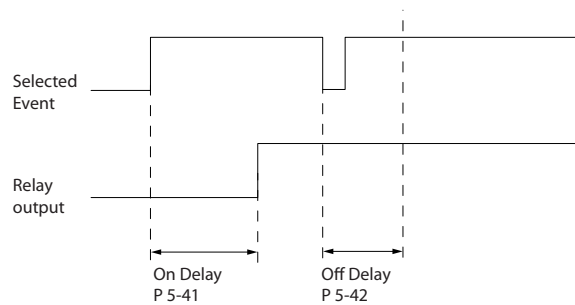 Selected
Event
Relay
output
On Delay
P 5-41
Off Delay
P 5-42